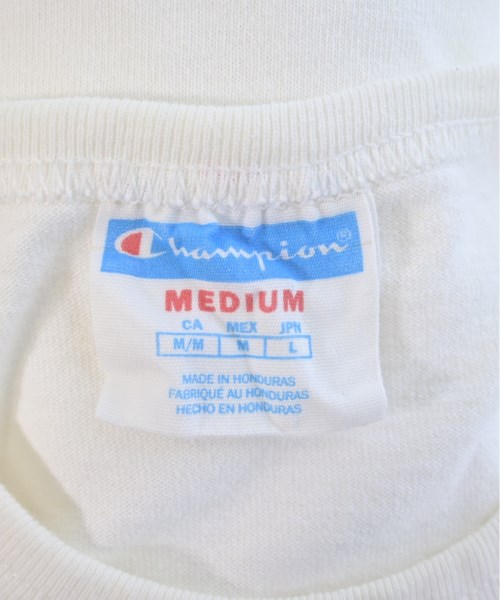 Champion®
MEDIUM
CA MEX JPN
M/M M L
MADE IN HONDURAS
FABRIQUÉ AU HONDURAS
HECHO EN HONDURAS